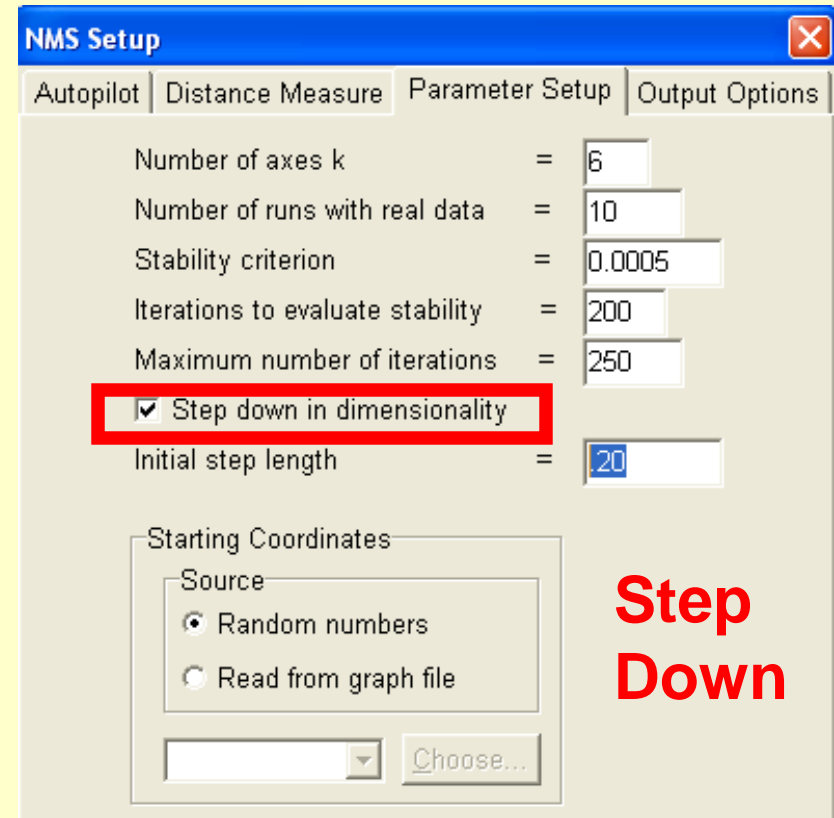 NMS Setup
Autopilot Distance Measure Parameter Setup Output Options
Number of axes k = 6
Number of runs with real data = 10
Stability criterion = 0.0005
Iterations to evaluate stability = 200
Maximum number of iterations = 250
Step down in dimensionality
Initial step length = .20
Starting Coordinates
Source
Random numbers
Read from graph file
Choose...
Step
Down